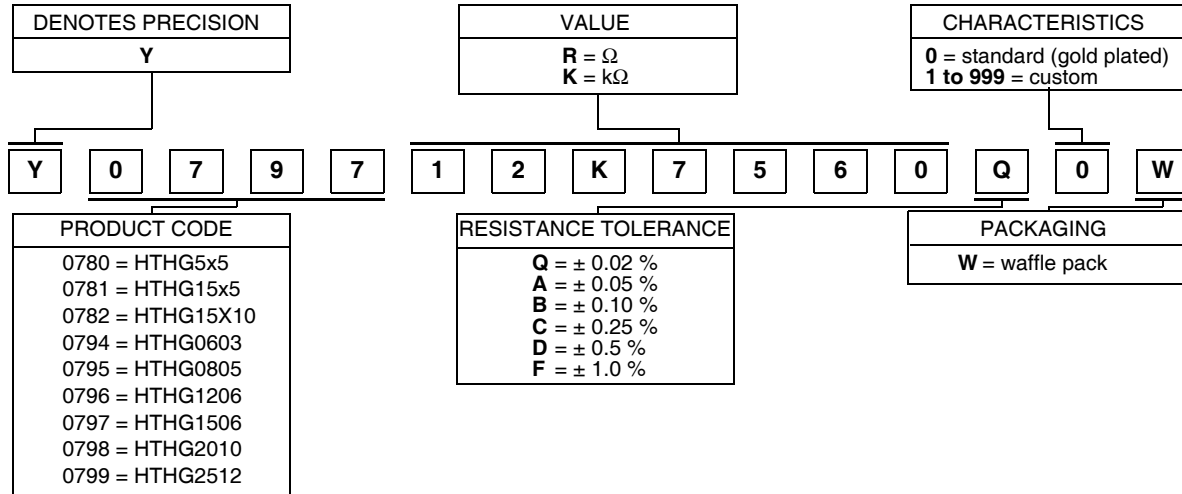 DENOTES PRECISION
Y
VALUE
R = Ω
K = kΩ
CHARACTERISTICS
0 = standard (gold plated)
1 to 999 = custom
Y 0 7 9 7 1 2 K 7 5 6 0 Q 0 W
PRODUCT CODE
0780 = HTHG5x5
0781 = HTHG15x5
0782 = HTHG15X10
0794 = HTHG0603
0795 = HTHG0805
0796 = HTHG1206
0797 = HTHG1506
0798 = HTHG2010
0799 = HTHG2512
RESISTANCE TOLERANCE
Q = ± 0.02 %
A = ± 0.05 %
B = ± 0.10 %
C = ± 0.25 %
D = ± 0.5 %
F = ± 1.0 %
PACKAGING
W = waffle pack